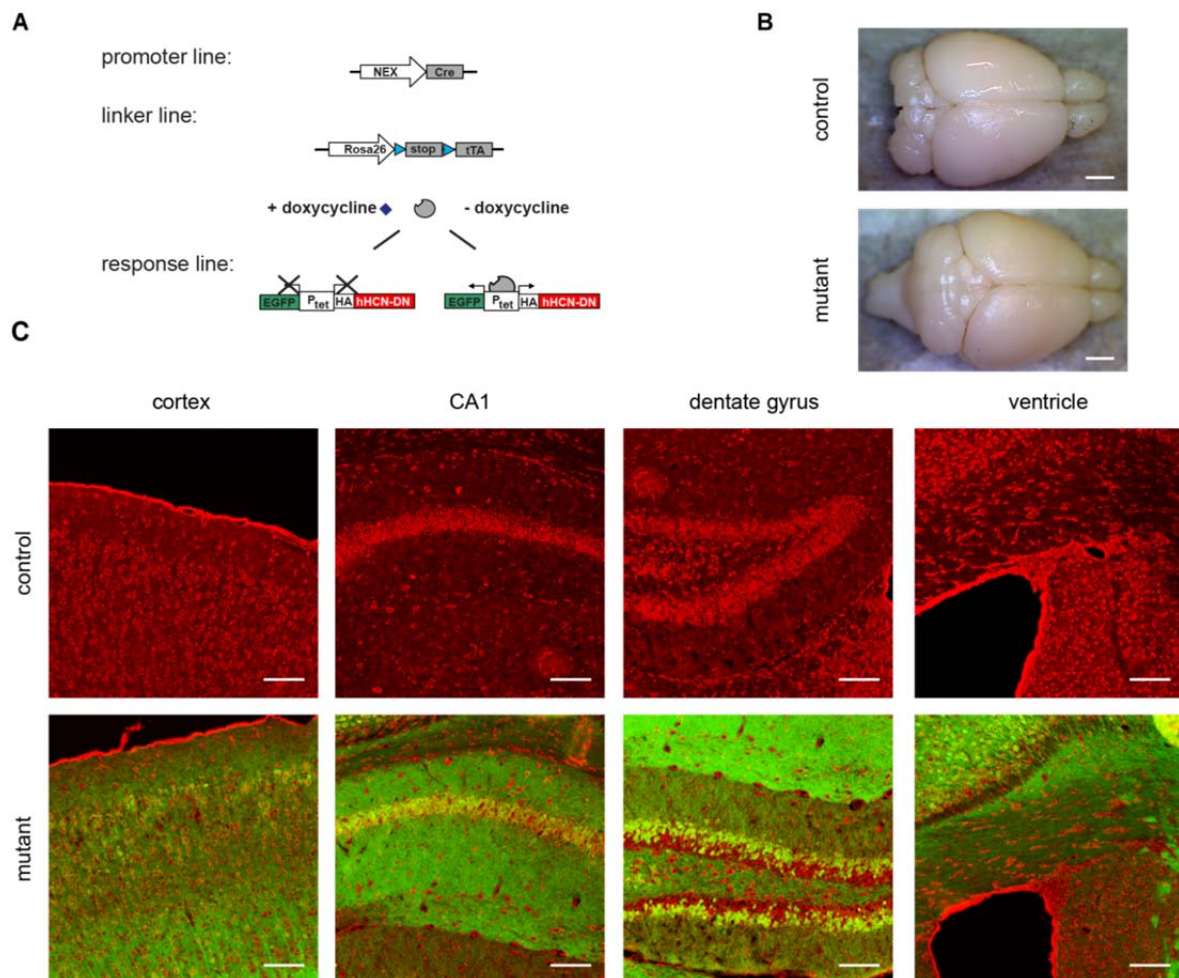 A
B
promoter line:
NEX Cre
control
linker line:
Rosa26 stop tTA
+ doxycycline - doxycycline
mutant
response line:
EGFP Ptet HA hHCN-DN EGFP Ptet HA hHCN-DN
C
cortex CA1 dentate gyrus ventricle
control
mutant